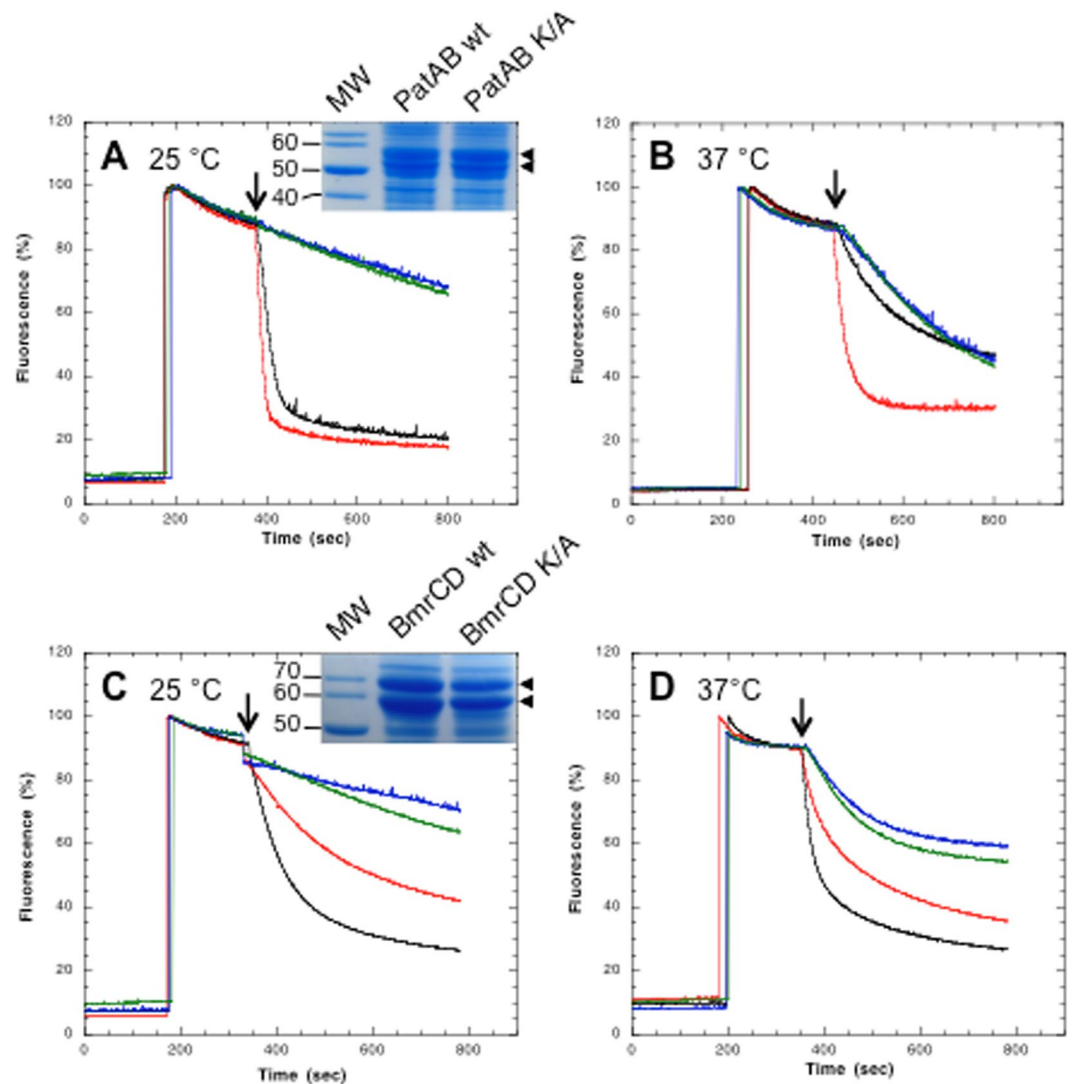 MW
PatAB wt
PatAB K/A
A
25 °C
60
50
40
120
100
80
60
40
20
0
Fluorescence (%)
0 200 400 600 800
Time (sec)
B
37 °C
120
100
80
60
40
20
0
Fluorescence (%)
0 200 400 600 800
Time (sec)
MW
BmrCD wt
BmrCD K/A
C
25 °C
70
60
50
120
100
80
60
40
20
0
Fluorescence (%)
0 200 400 600 800
Time (sec)
D
37°C
120
100
80
60
40
20
0
Fluorescence (%)
0 200 400 600 800
Time (sec)